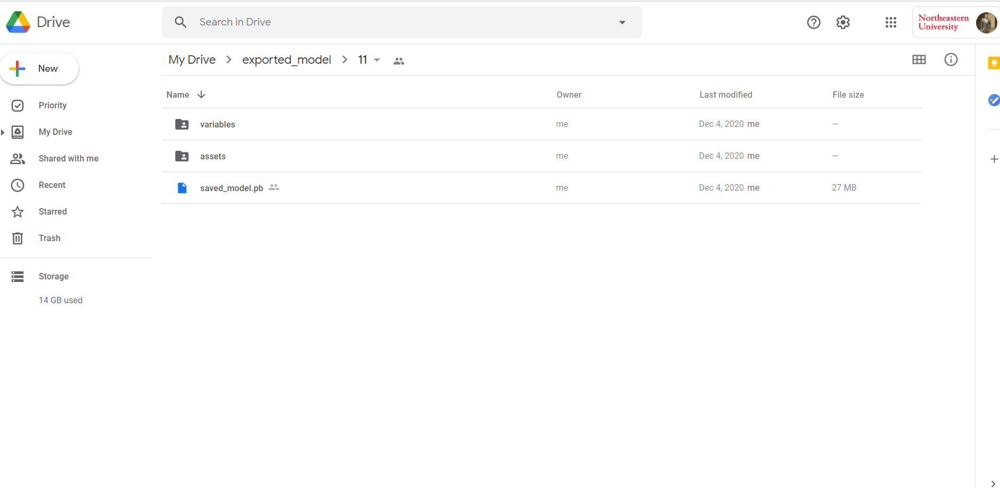 Drive
Search in Drive
Northeastern
University
New
My Drive
exported_model
11
Priority
My Drive
Shared with me
Recent
Starred
Trash
Storage
14 GB used
Name Owner Last modified File size
variables me Dec 4, 2020 me –
assets me Dec 4, 2020 me –
saved_model.pb me Dec 4, 2020 me 27 MB